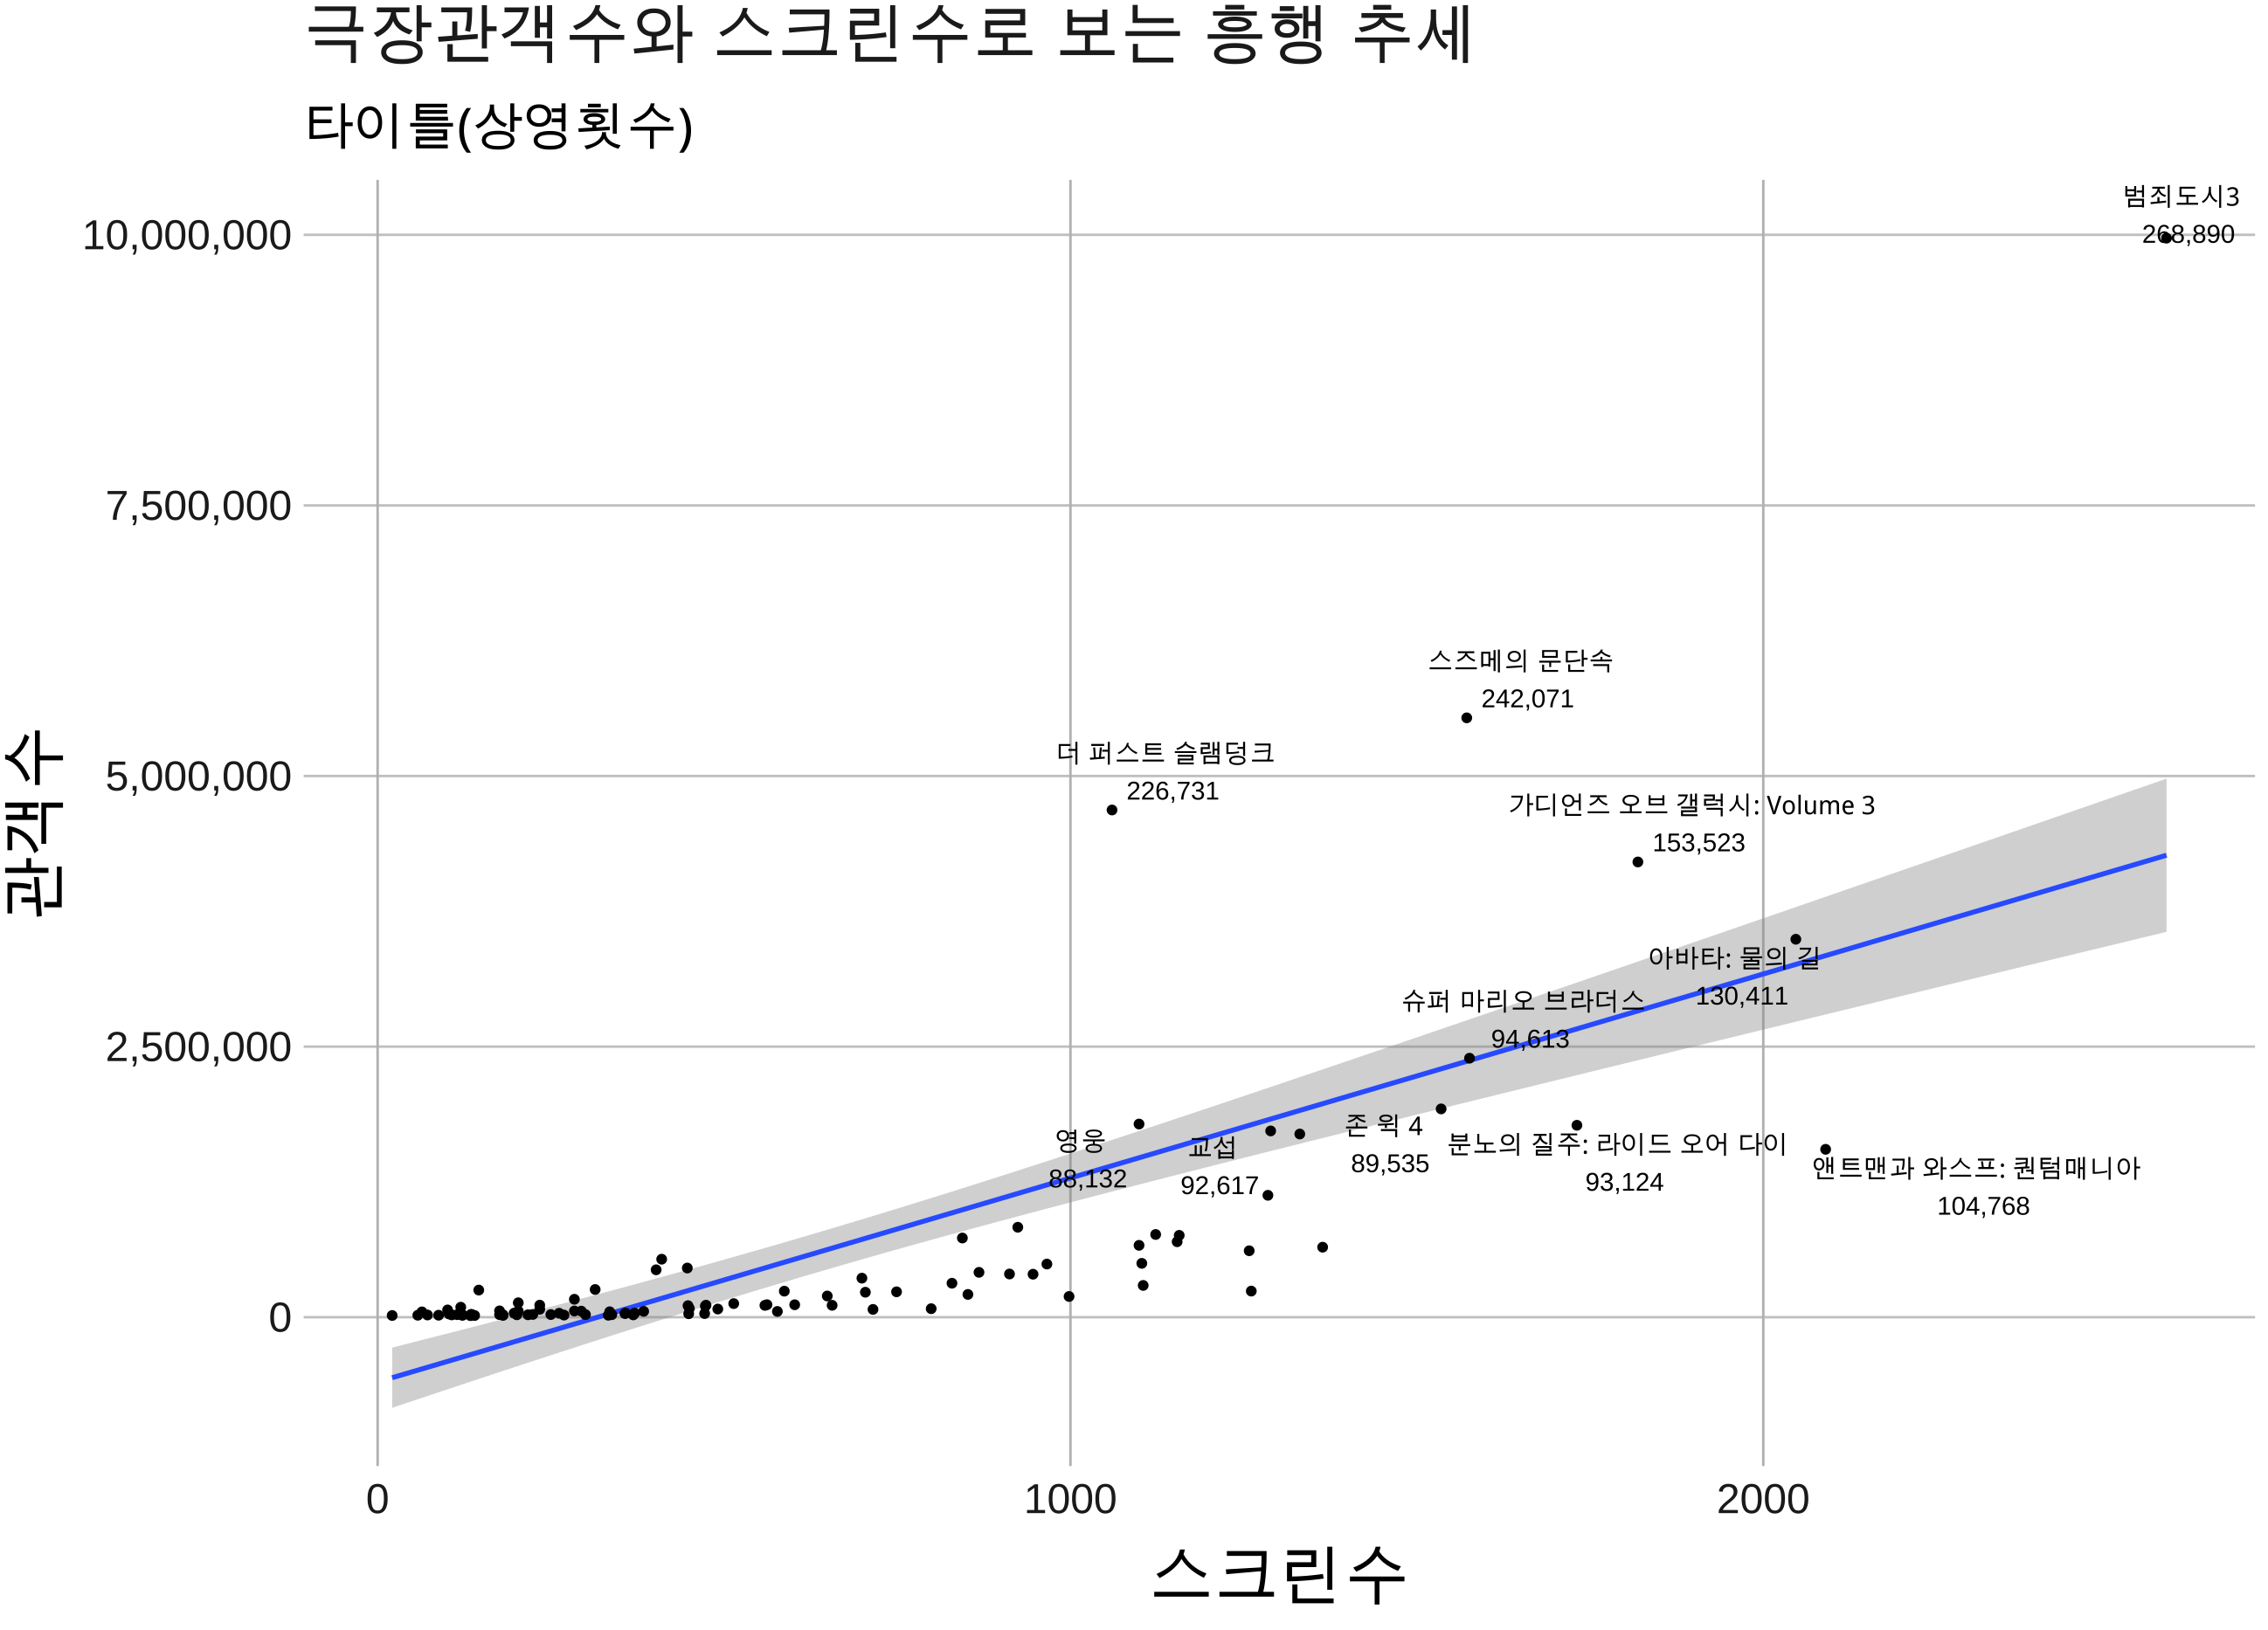 극장관객수와 스크린수로 보는 흥행 추세
타이틀(상영횟수)
관객수
10,000,000
7,500,000
5,000,000
2,500,000
0
범죄도시3
268,890
스즈메의 문단속
242,071
더 퍼스트 슬램덩크
226,731
가디언즈 오브 갤럭시: Volume 3
153,523
아바타: 물의 길
130,411
슈퍼 마리오 브라더스
94,613
영웅
88,132
교섭
92,617
존 윅 4
89,535
분노의 질주: 라이드 오어 다이
93,124
앤트맨과 와스프: 퀀텀매니아
104,768
0
1000
2000
스크린수